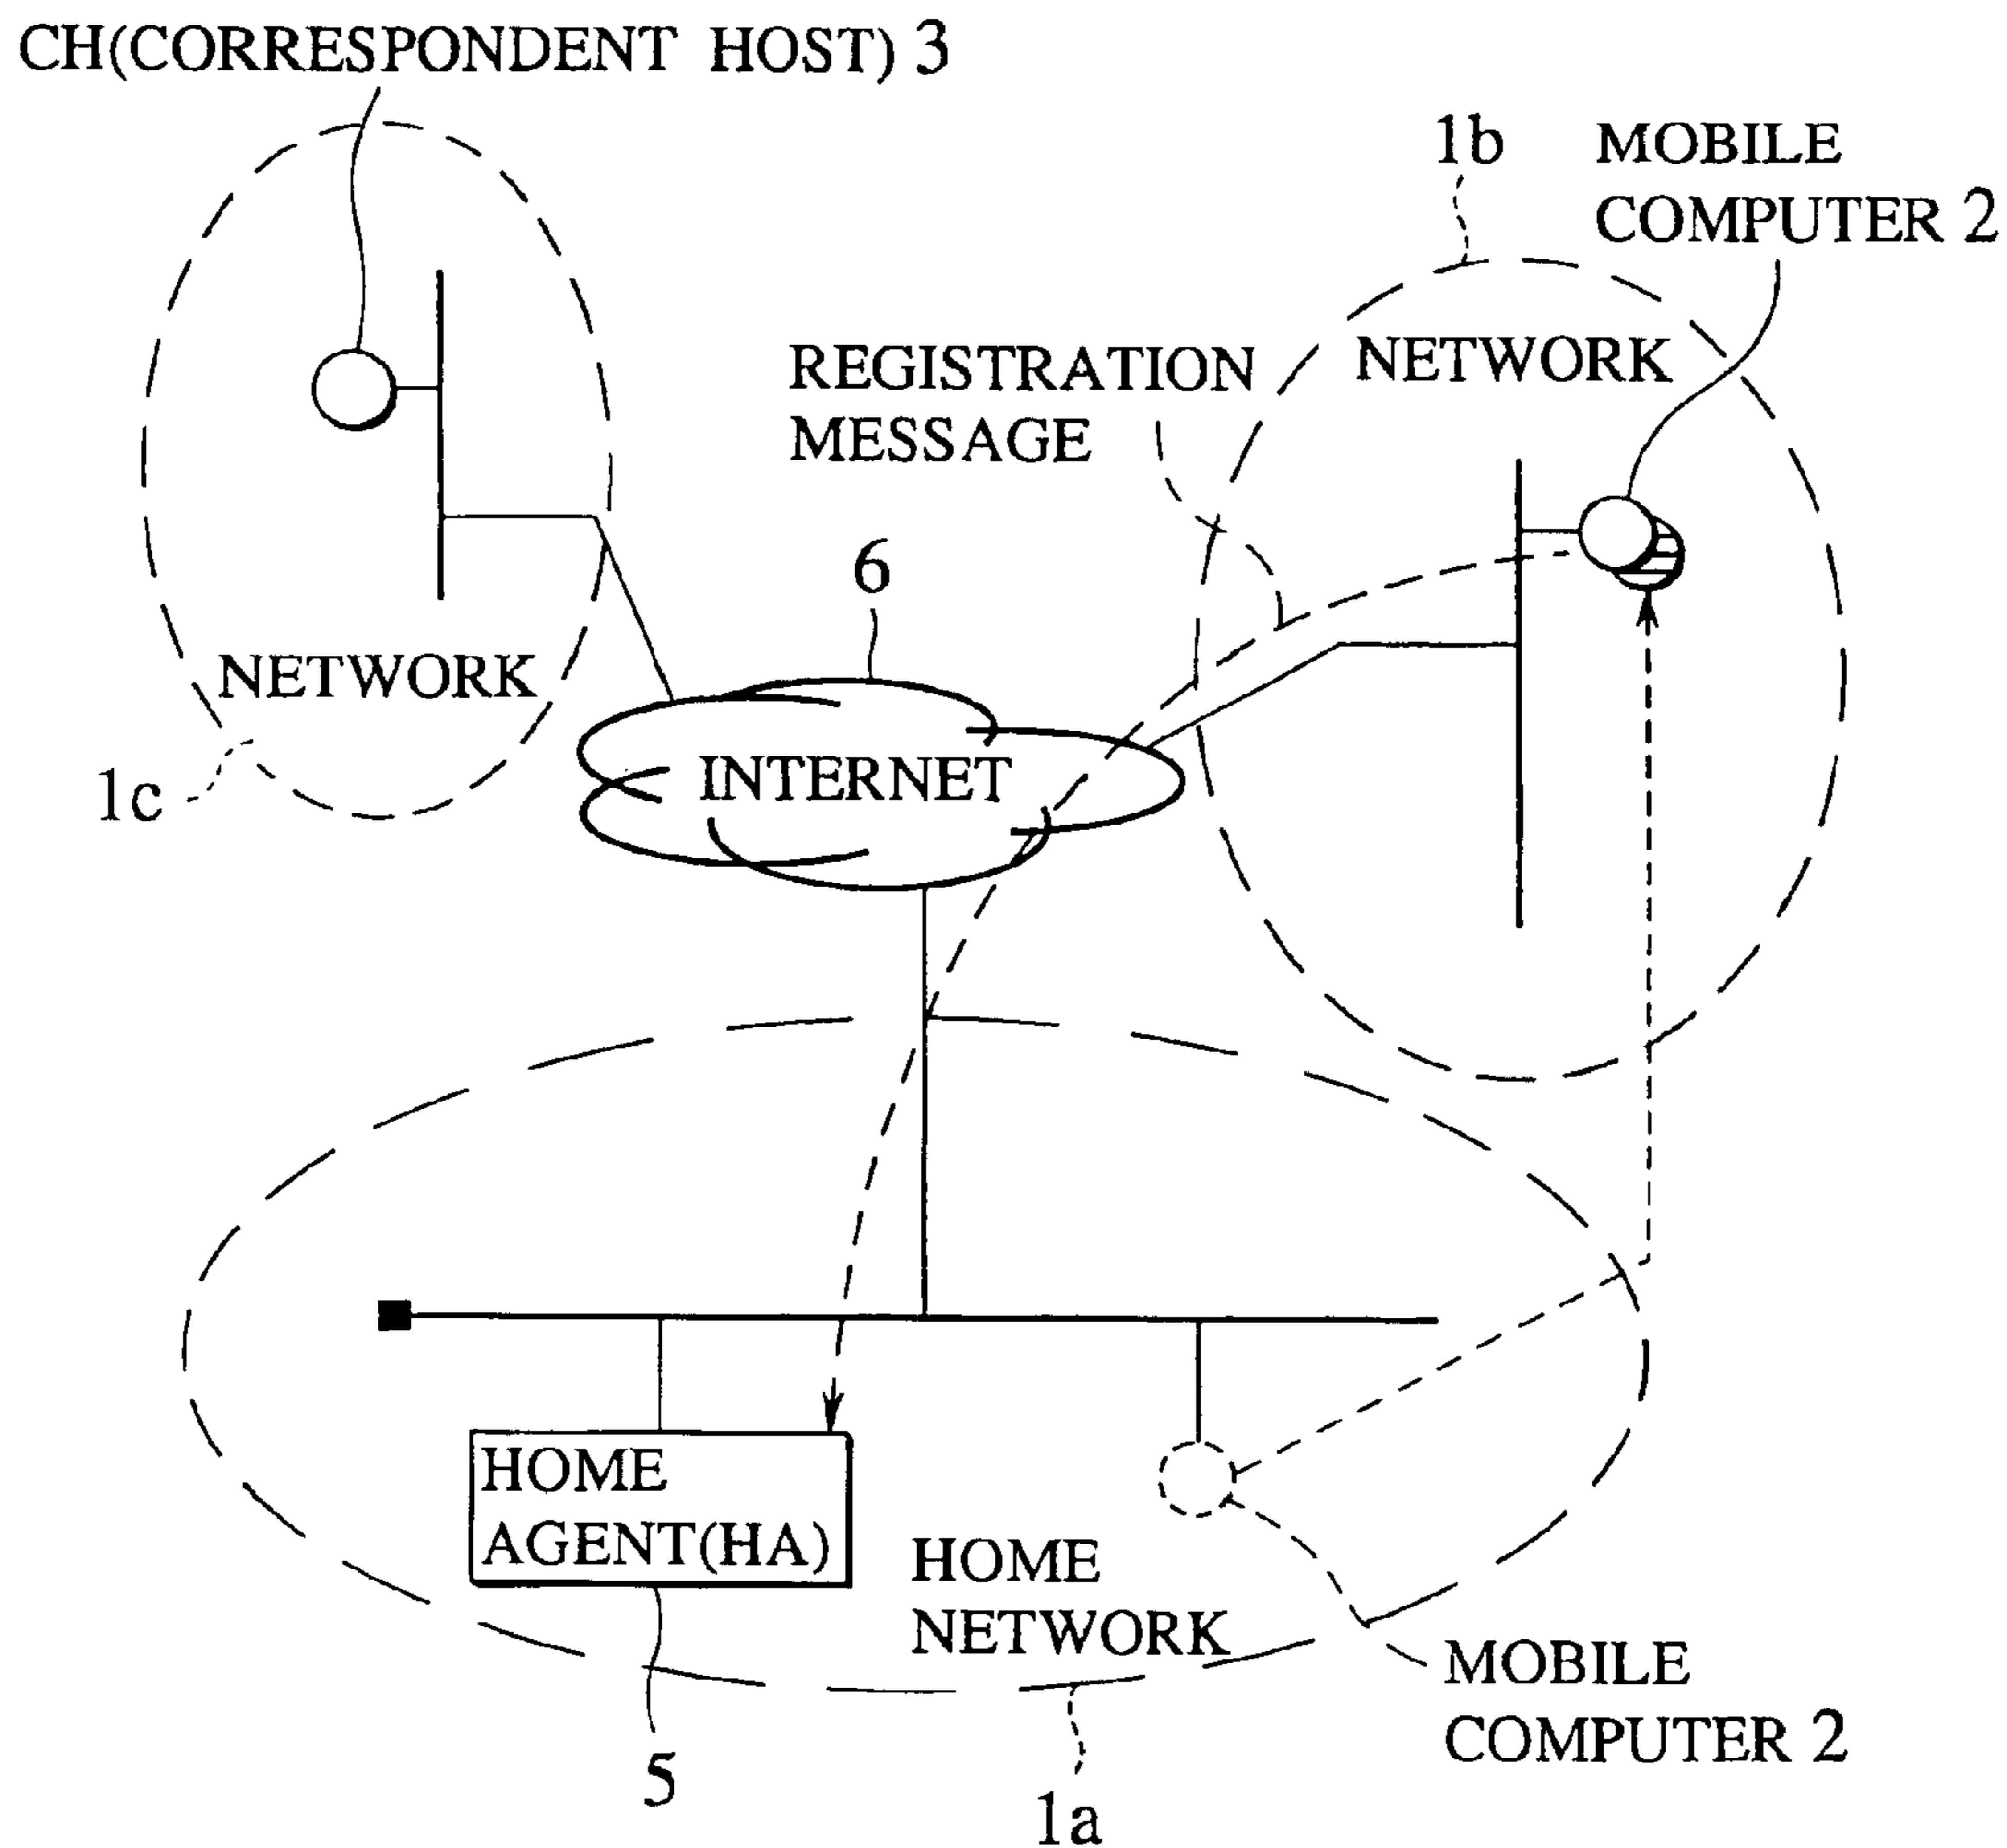 CH(CORRESPONDENT HOST) 3
1b
MOBILE
COMPUTER 2
NETWORK
REGISTRATION
MESSAGE
6
NETWORK
INTERNET
1c
HOME
AGENT(HA)
HOME
NETWORK
MOBILE
COMPUTER 2
5
1a